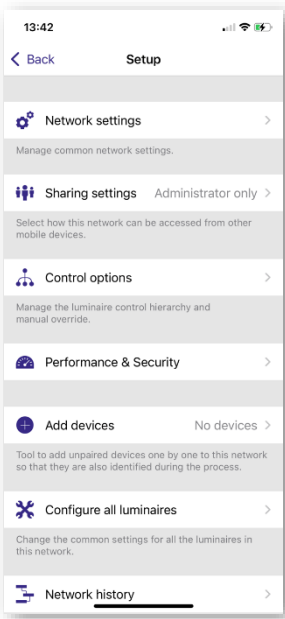 13:42
Back
Setup
Network settings
Manage common network settings.
Sharing settings Administrator only
Select how this network can be accessed from other
mobile devices.
Control options
Manage the luminaire control hierarchy and
manual override.
Performance & Security
Add devices No devices
Tool to add unpaired devices one by one to this network
so that they are also identified during the process.
Configure all luminaires
Change the common settings for all the luminaires in
this network.
Network history